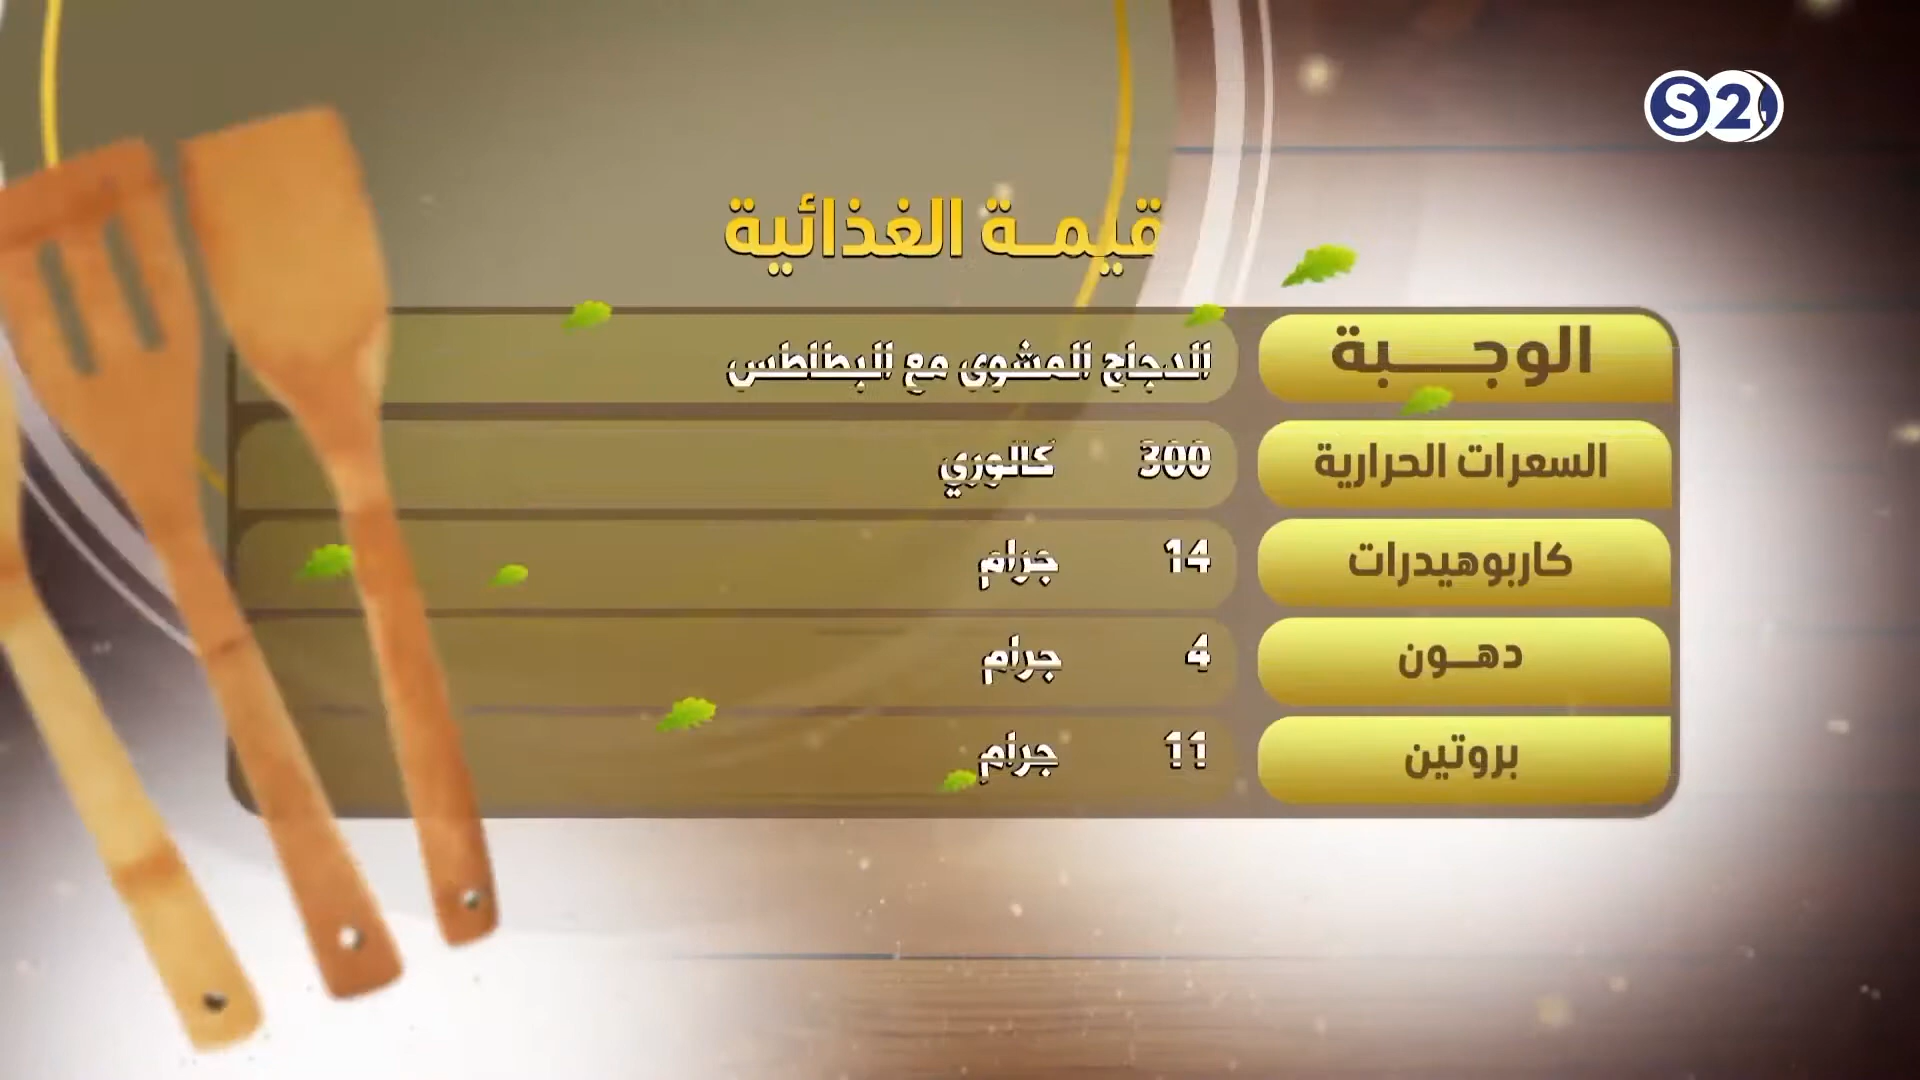 S2
قيمة الغذائية
الوجبة الدجاج المشوى مع البطاطس
السعرات الحرارية 300 كالوري
كاربوهيدرات 14 جرام
دهون 4 جرام
بروتين 11 جرام